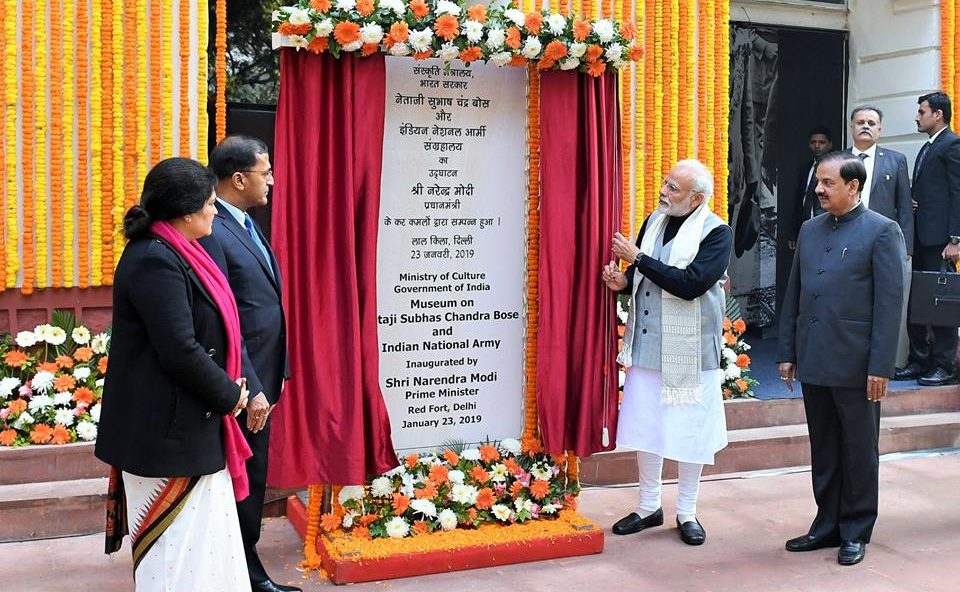 संस्कृति मंत्रालय,
भारत सरकार
नेताजी सुभाष चंद्र बोस
और
इंडियन नेशनल आर्मी
संग्रहालय
का
उद्घाटन
श्री नरेन्द्र मोदी
प्रधानमंत्री
के कर कमलों द्वारा सम्पन्न हुआ |
लाल किला, दिल्ली
23 जनवरी, 2019
Ministry of Culture
Government of India
Museum on
taji Subhas Chandra Bose
and
Indian National Army
Inaugurated by
Shri Narendra Modi
Prime Minister
Red Fort, Delhi
January 23, 2019